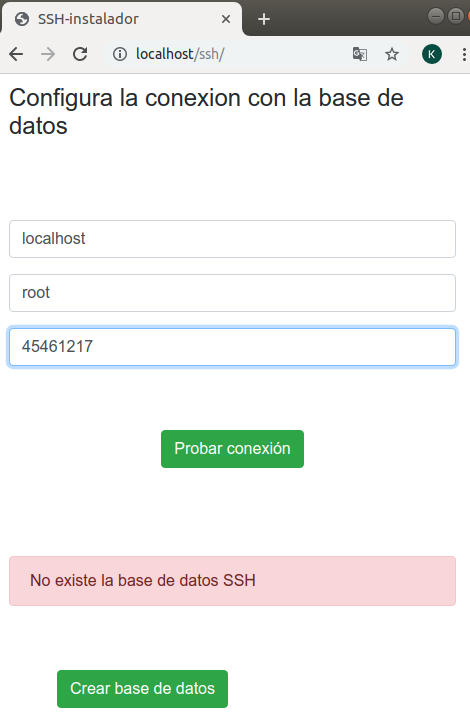 SSH-instalador
localhost/ssh/
K
Configura la conexion con la base de
datos
localhost
root
45461217
Probar conexión
No existe la base de datos SSH
Crear base de datos